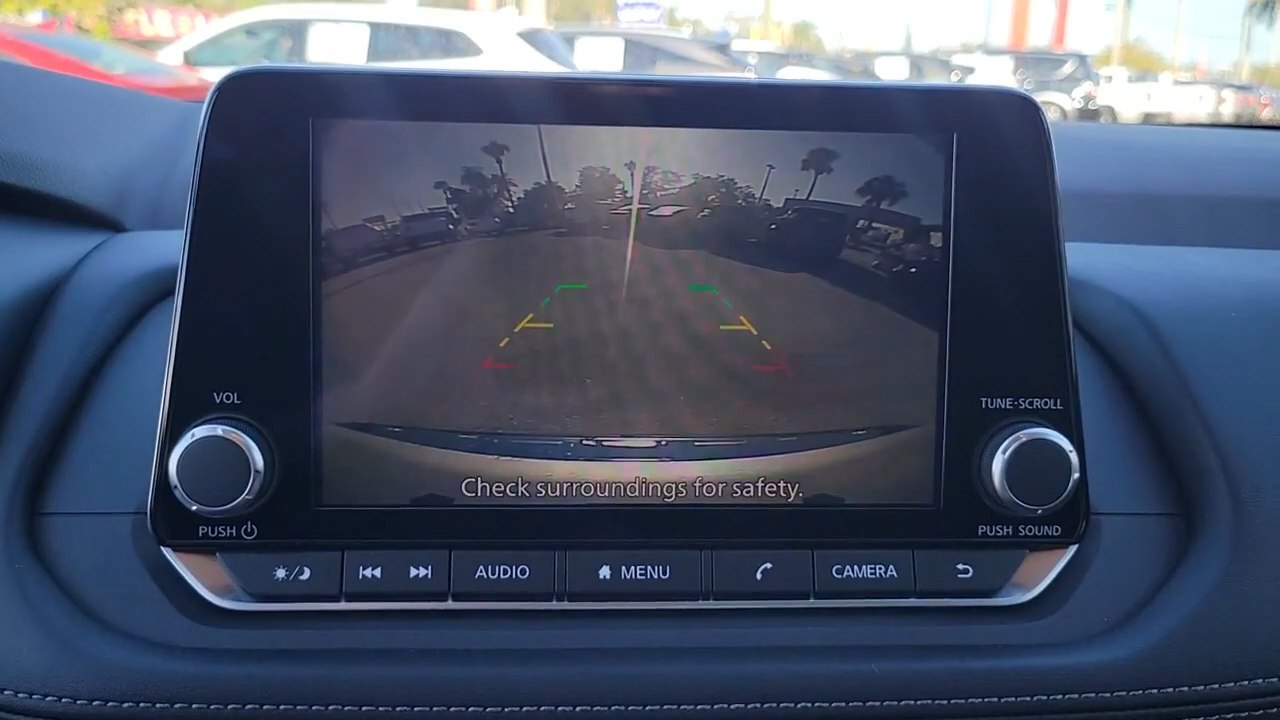 VOL
TUNE·SCROLL
Check surroundings for safety.
PUSH
PUSH SOUND
AUDIO
MENU
CAMERA